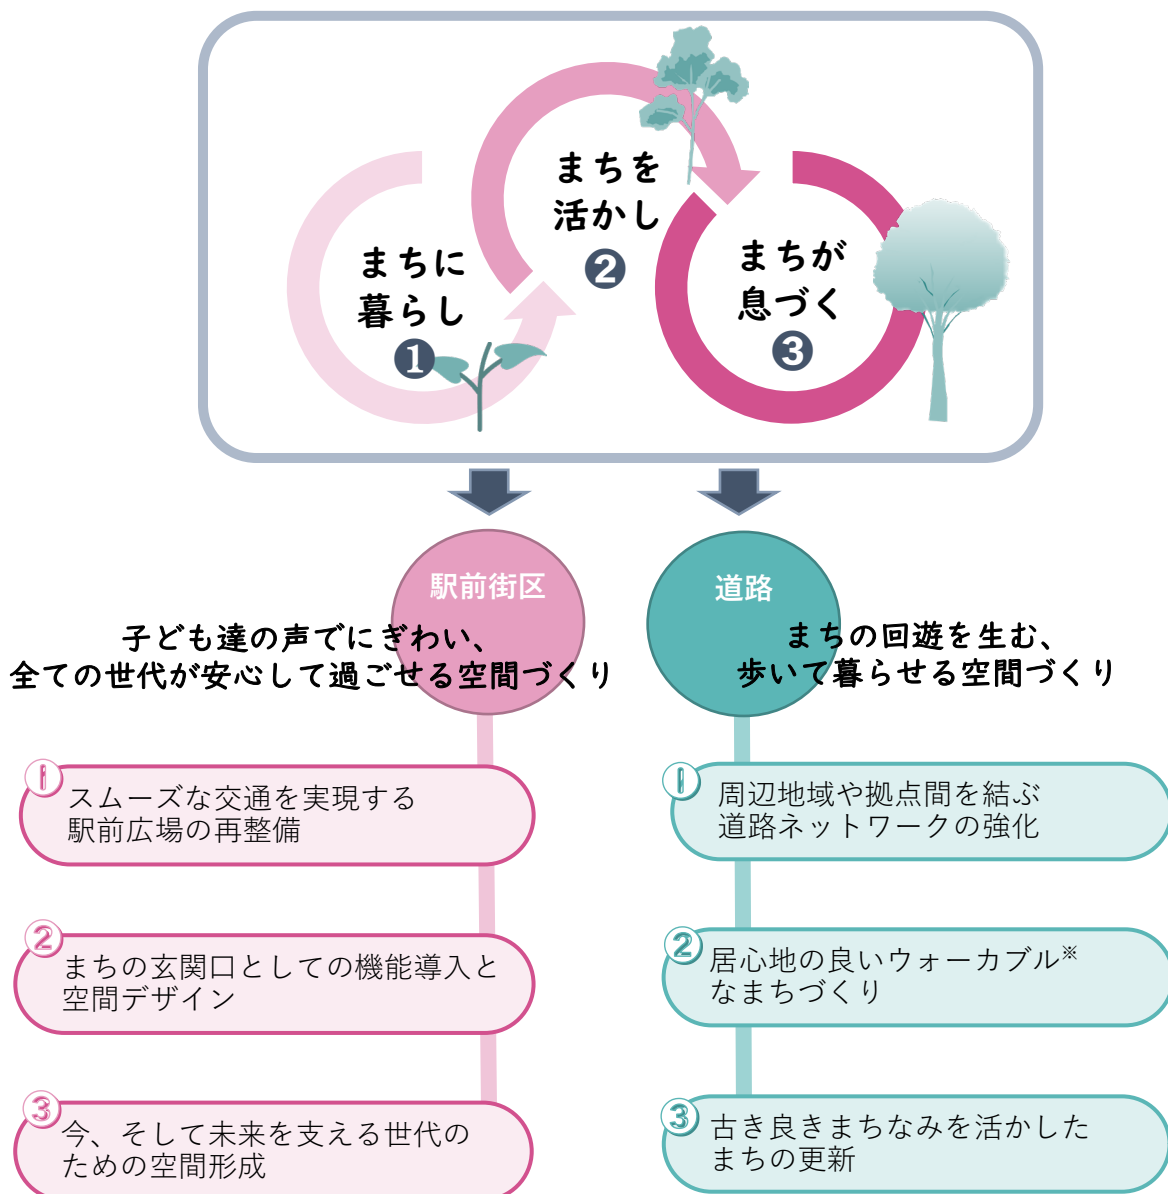 まちに
暮らし
❶
まちを
活かし
❷
まちが
息づく
❸
駅前街区
子ども達の声でにぎわい、
全ての世代が安心して過ごせる空間づくり
①
スムーズな交通を実現する
駅前広場の再整備
②
まちの玄関口としての機能導入と
空間デザイン
③
今、そして未来を支える世代の
ための空間形成
道路
まちの回遊を生む、
歩いて暮らせる空間づくり
①
周辺地域や拠点間を結ぶ
道路ネットワークの強化
②
居心地の良いウォーカブル※
なまちづくり
③
古き良きまちなみを活かした
まちの更新